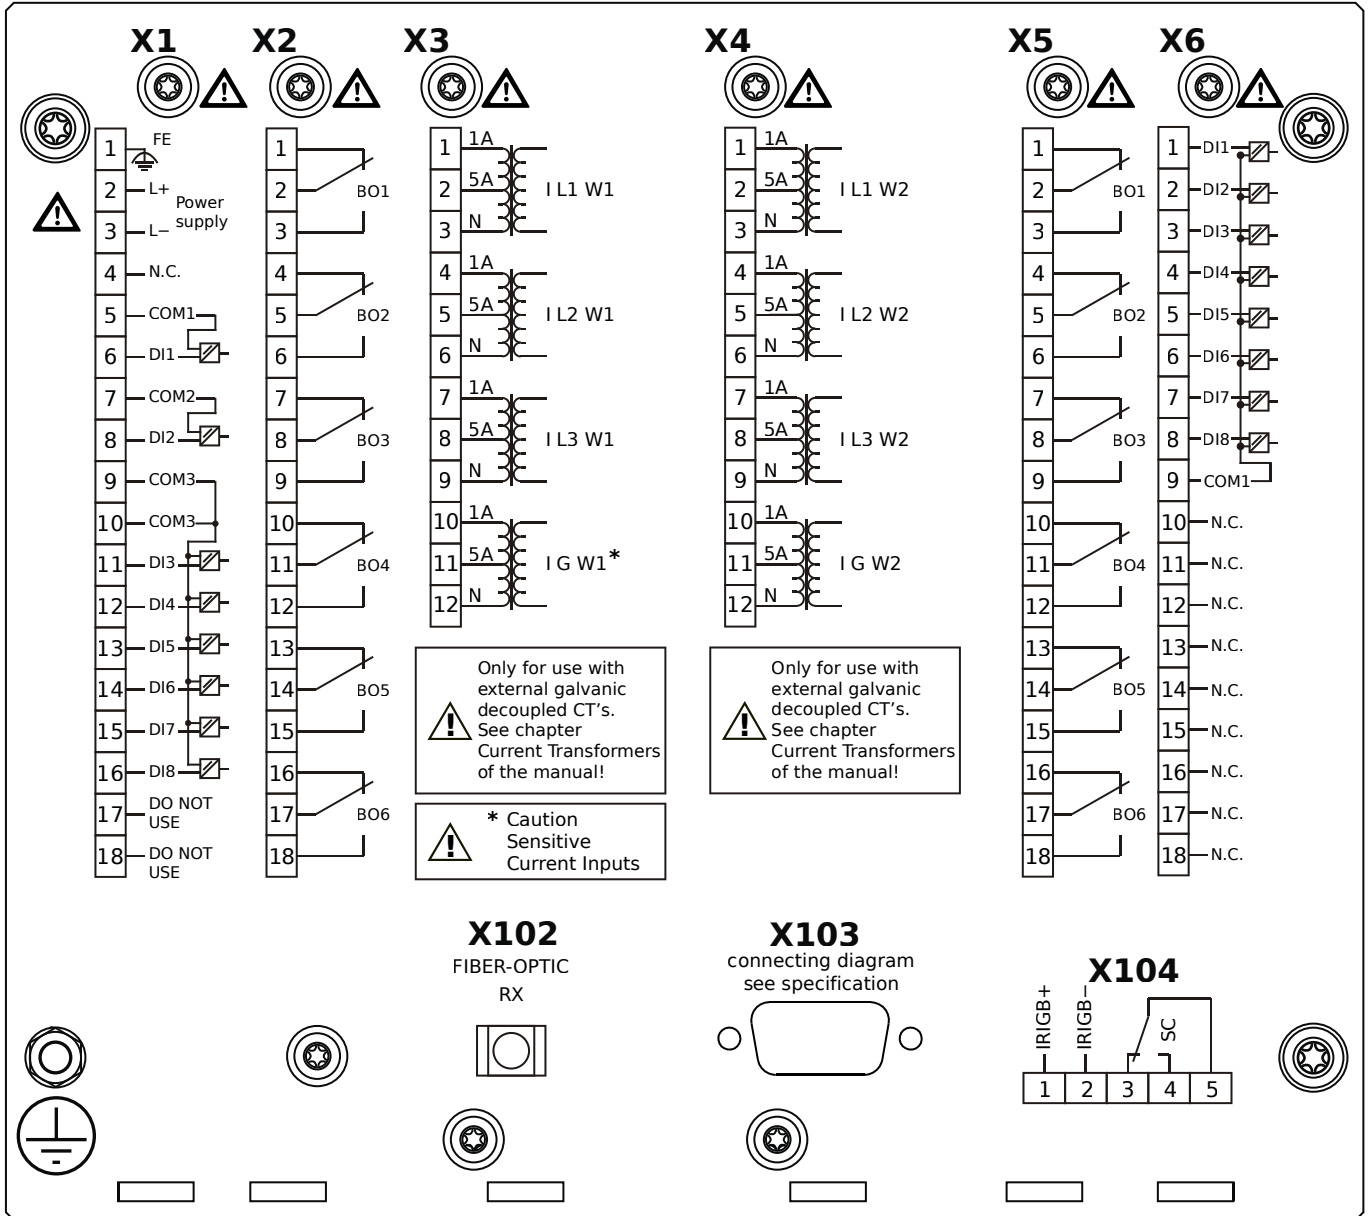 X1
X2
X3
X4
X5
X6
1 FE
2 L+
Power
supply
3 L−
4 N.C.
5 COM1
6 DI1
7 COM2
8 DI2
9 COM3
10 COM3
11 DI3
12 DI4
13 DI5
14 DI6
15 DI7
16 DI8
17 DO NOT
USE
18 DO NOT
USE
1
2 BO1
3
4
5 BO2
6
7
8 BO3
9
10
11 BO4
12
13
14 BO5
15
16
17 BO6
18
1 1A
2 5A I L1 W1
3 N
4 1A
5 5A I L2 W1
6 N
7 1A
8 5A I L3 W1
9 N
10 1A
11 5A I G W1*
12 N
Only for use with
external galvanic
decoupled CT's.
See chapter
Current Transformers
of the manual!
* Caution
Sensitive
Current Inputs
1 1A
2 5A I L1 W2
3 N
4 1A
5 5A I L2 W2
6 N
7 1A
8 5A I L3 W2
9 N
10 1A
11 5A I G W2
12 N
Only for use with
external galvanic
decoupled CT's.
See chapter
Current Transformers
of the manual!
1
2 BO1
3
4
5 BO2
6
7
8 BO3
9
10
11 BO4
12
13
14 BO5
15
16
17 BO6
18
1 DI1
2 DI2
3 DI3
4 DI4
5 DI5
6 DI6
7 DI7
8 DI8
9 COM1
10 N.C.
11 N.C.
12 N.C.
13 N.C.
14 N.C.
15 N.C.
16 N.C.
17 N.C.
18 N.C.
X102
FIBER-OPTIC
RX
X103
connecting diagram
see specification
X104
IRIGB+
IRIGB−
SC
1 2 3 4 5